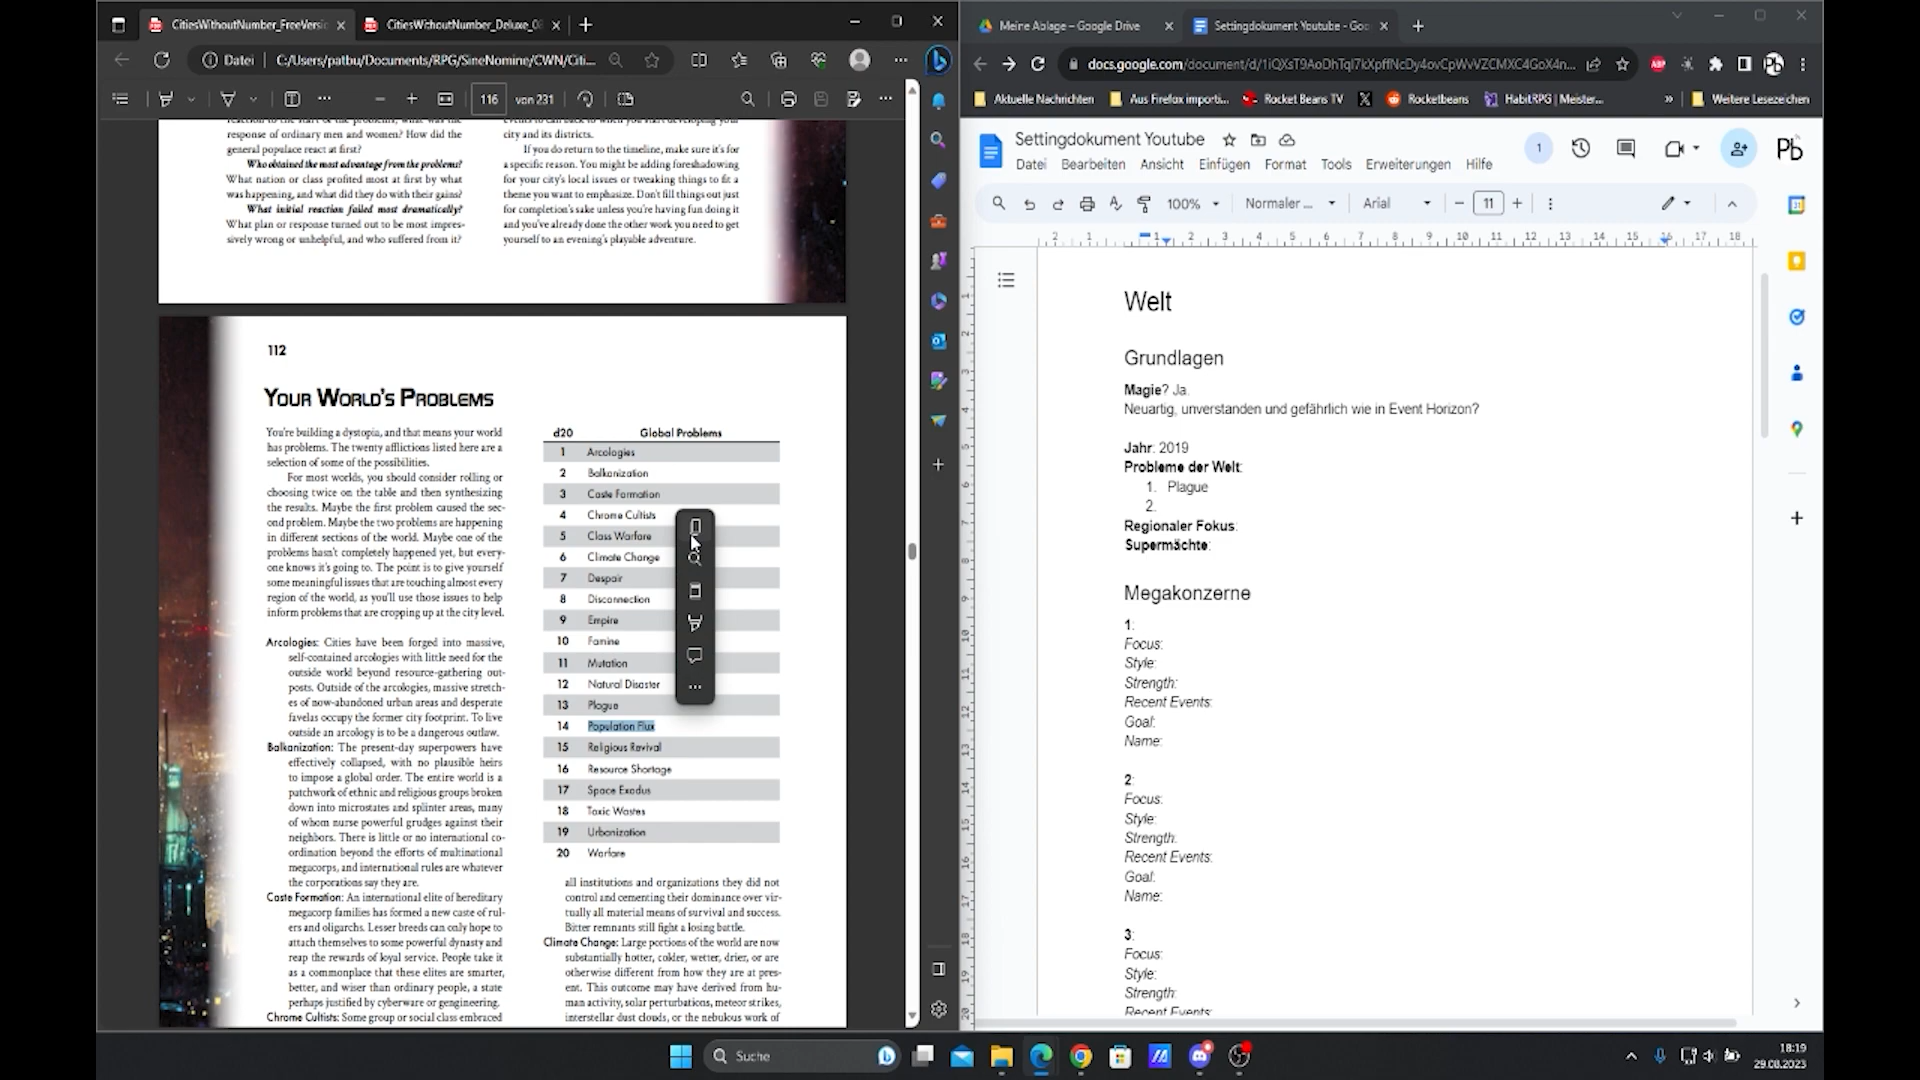 CitiesWithoutNumber_FreeVersi
CitiesWithoutNumber_Deluxe_08
Datei
C:/Users/patbu/Documents/RPG/SineNomine/CWN/Citi...
116
von 231
response of ordinary men and women? How did the
general populace react at first?
Who obtained the most advantage from the problems?
What nation or class profited most at first by what
was happening, and what did they do with their gains?
What initial reaction failed most dramatically?
What plan or response turned out to be most impres-
sively wrong or unhelpful, and who suffered from it?
city and its districts.
If you do return to the timeline, make sure it's for
a specific reason. You might be adding foreshadowing
for your city's local issues or tweaking things to fit a
theme you want to emphasize. Don't fill things out just
for completion's sake unless you're having fun doing it
and you've already done the other work you need to get
yourself to an evening's playable adventure.
112
YOUR WORLD'S PROBLEMS
You're building a dystopia, and that means your world
has problems. The twenty afflictions listed here are a
selection of some of the possibilities.
For most worlds, you should consider rolling or
choosing twice on the table and then synthesizing
the results. Maybe the first problem caused the sec-
ond problem. Maybe the two problems are happening
in different sections of the world. Maybe one of the
problems hasn't completely happened yet, but every-
one knows it's going to. The point is to give yourself
some meaningful issues that are touching almost every
region of the world, as you'll use those issues to help
inform problems that are cropping up at the city level.
Arcologies: Cities have been forged into massive,
self-contained arcologies with little need for the
outside world beyond resource-gathering out-
posts. Outside of the arcologies, massive stretch-
es of now-abandoned urban areas and desperate
favelas occupy the former city footprint. To live
outside an arcology is to be a dangerous outlaw.
Balkanization: The present-day superpowers have
effectively collapsed, with no plausible heirs
to impose a global order. The entire world is a
patchwork of ethnic and religious groups broken
down into microstates and splinter areas, many
of whom nurse powerful grudges against their
neighbors. There is little or no international co-
ordination beyond the efforts of multinational
megacorps, and international rules are whatever
the corporations say they are.
Caste Formation: An international elite of hereditary
megacorp families has formed a new caste of rul-
ers and oligarchs. Lesser breeds can only hope to
attach themselves to some powerful dynasty and
reap the rewards of loyal service. People take it
as a commonplace that these elites are smarter,
better, and wiser than ordinary people, a state
perhaps justified by cyberware or gengineering.
Chrome Cultists: Some group or social class embraced
d20 Global Problems
1 Arcologies
2 Balkanization
3 Caste Formation
4 Chrome Cultists
5 Class Warfare
6 Climate Change
7 Despair
8 Disconnection
9 Empire
10 Famine
11 Mutation
12 Natural Disaster
13 Plague
14 Population Flux
15 Religious Revival
16 Resource Shortage
17 Space Exodus
18 Toxic Wastes
19 Urbanization
20 Warfare
all institutions and organizations they did not
control and cementing their dominance over vir-
tually all material means of survival and success.
Bitter remnants still fight a losing battle.
Climate Change: Large portions of the world are now
substantially hotter, colder, wetter, drier, or are
otherwise different from how they are at pres-
ent. This outcome may have derived from hu-
man activity, solar perturbations, meteor strikes,
interstellar dust clouds, or the nebulous work of
Meine Ablage – Google Drive
Settingdokument Youtube - Goo
docs.google.com/document/d/1iQXsT9AoDhTqI7kXpffNcDy4ovCpWvVZCMXC4GoX4n...
Aktuelle Nachrichten
Aus Firefox importi...
Rocket Beans TV
Rocketbeans
HabitRPG | Meister...
»
Weitere Lesezeichen
Settingdokument Youtube
Datei Bearbeiten Ansicht Einfügen Format Tools Erweiterungen Hilfe
1
100% Normaler ... Arial 11
2 1 1 2 3 4 5 6 7 8 9 10 11 12 13 14 15 16 17 18
Welt
Grundlagen
Magie? Ja.
Neuartig, unverstanden und gefährlich wie in Event Horizon?
Jahr: 2019
Probleme der Welt:
1. Plague
2.
Regionaler Fokus:
Supermächte:
Megakonzerne
1:
Focus:
Style:
Strength:
Recent Events:
Goal:
Name:
2:
Focus:
Style:
Strength:
Recent Events:
Goal:
Name:
3:
Focus:
Style:
Strength:
Recent Events:
Suche
18:19
29.08.2023